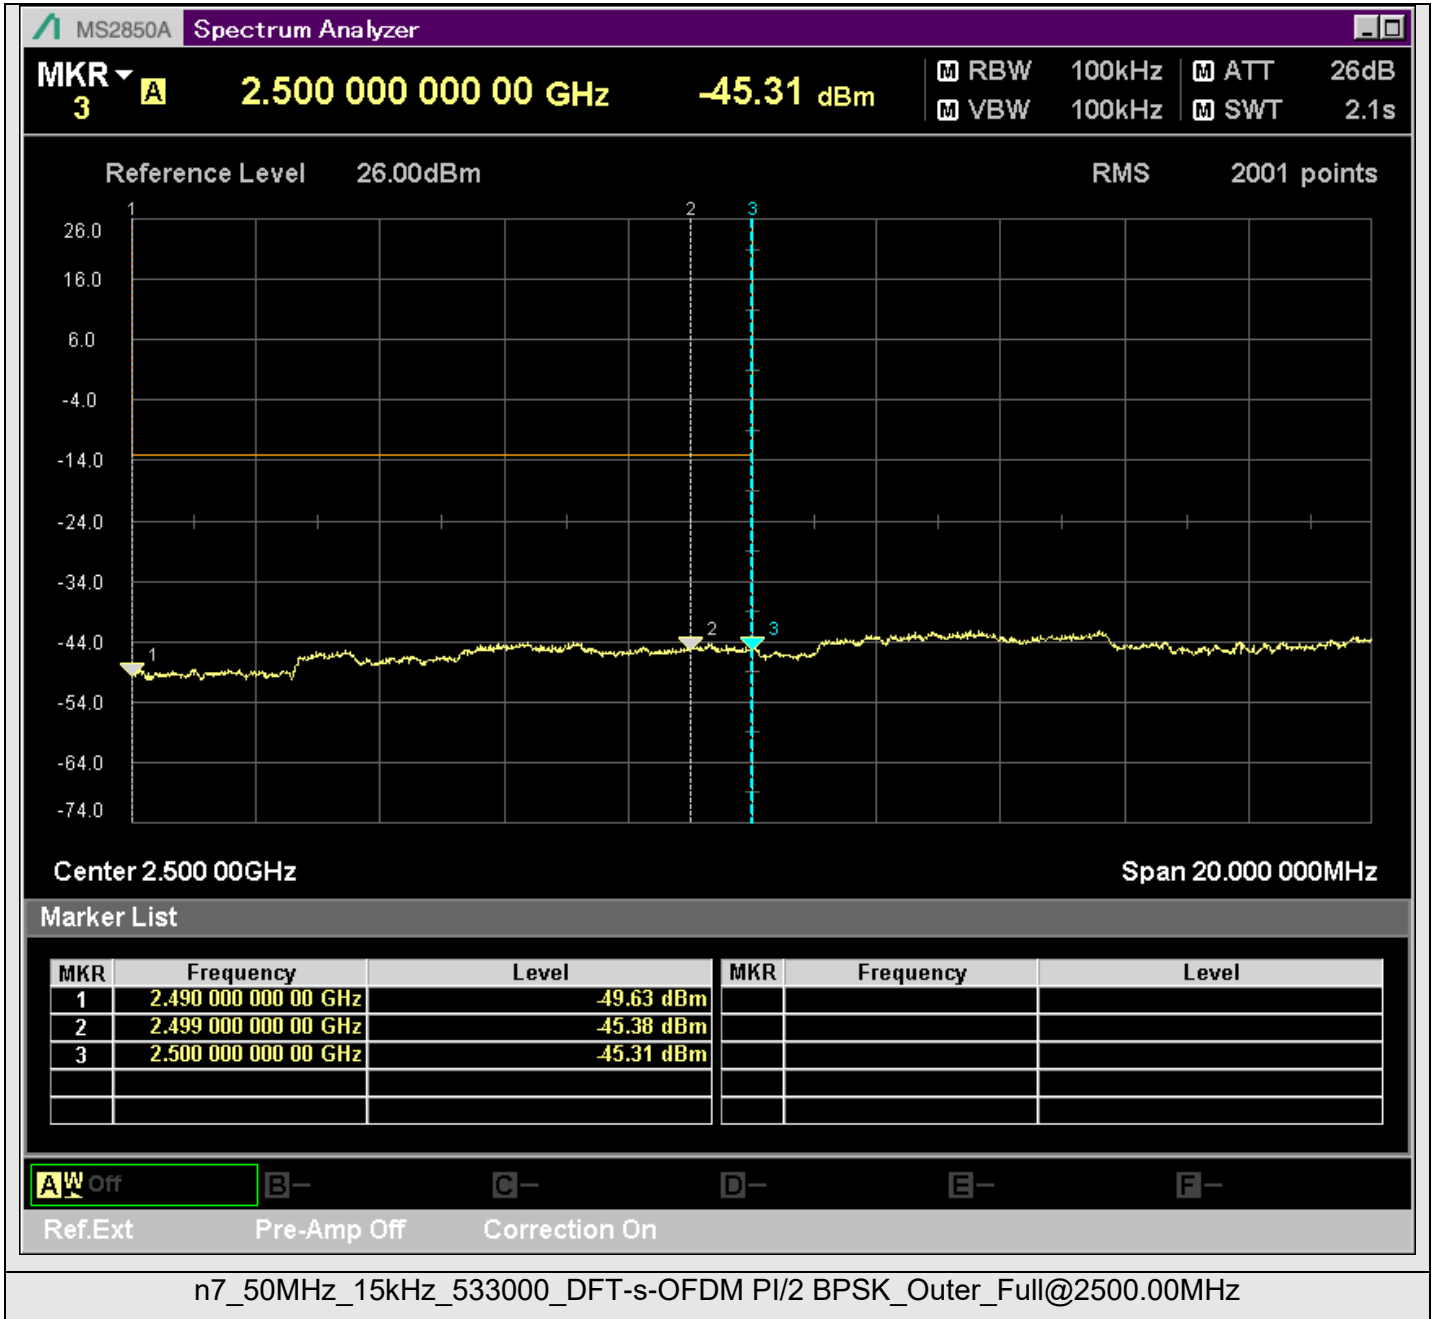 MS2850A Spectrum Analyzer
MKR A 2.500 000 000 00 GHz -45.31 dBm M RBW 100kHz M ATT 26dB
3 M VBW 100kHz M SWT 2.1s
Reference Level 26.00dBm RMS 2001 points
1 2 3
26.0
16.0
6.0
-4.0
-14.0
-24.0
-34.0
-44.0
1 2 3
-54.0
-64.0
-74.0
Center 2.500 00GHz Span 20.000 000MHz
Marker List
MKR Frequency Level MKR Frequency Level
1 2.490 000 000 00 GHz -49.63 dBm
2 2.499 000 000 00 GHz -45.38 dBm
3 2.500 000 000 00 GHz -45.31 dBm
A W Off B - C - D - E - F -
Ref.Ext Pre-Amp Off Correction On
n7_50MHz_15kHz_533000_DFT-s-OFDM PI/2 BPSK_Outer_Full@2500.00MHz